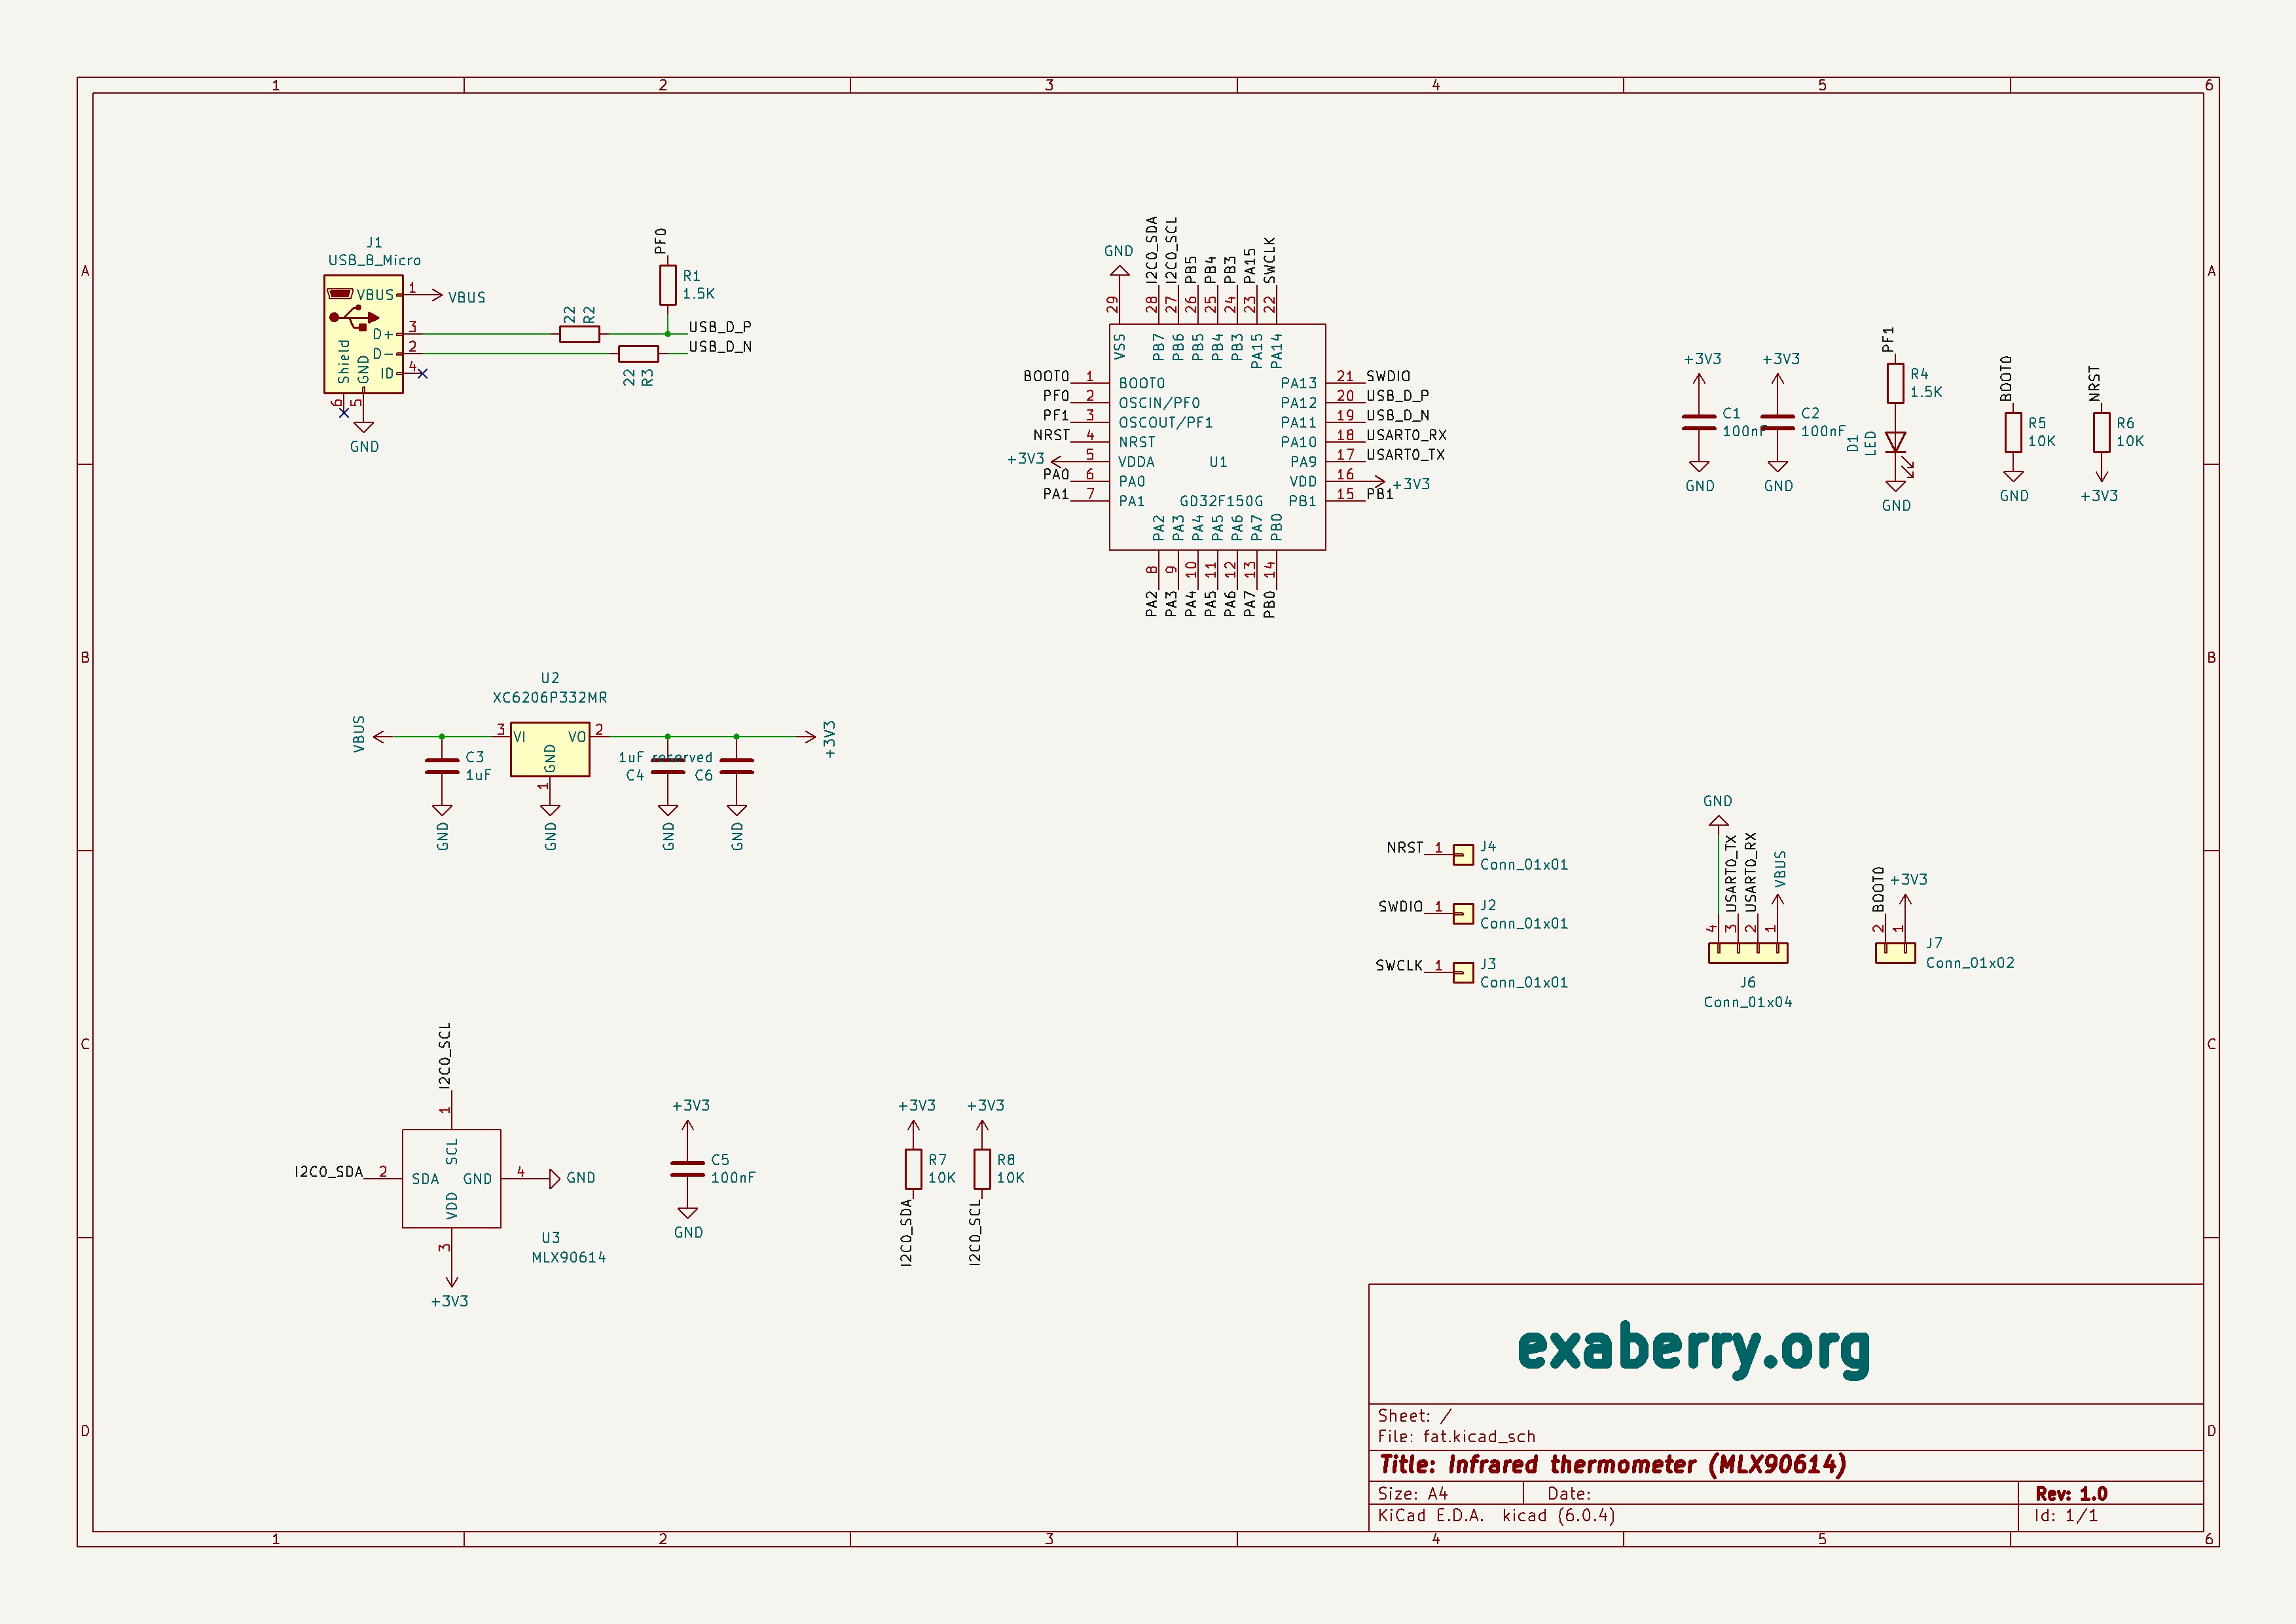 1 2 3 4 5 6
A A
B B
C C
D D
1 2 3 4 5 6
J1
USB_B_Micro
VBUS 1 VBUS
D+ 3
D- 2
ID 4
Shield
GND
6 5
GND
22
R2
22
R3
PF0
R1
1.5K
USB_D_P
USB_D_N
GND
I2C0_SDA
I2C0_SCL
PB5
PB4
PB3
PA15
SWCLK
29 28 27 26 25 24 23 22
VSS PB7 PB6 PB5 PB4 PB3 PA15 PA14
BOOT0 1 BOOT0
PF0 2 OSCIN/PF0
PF1 3 OSCOUT/PF1
NRST 4 NRST
+3V3 5 VDDA
PA0 6 PA0
PA1 7 PA1
U1
GD32F150G
PA13 21 SWDIO
PA12 20 USB_D_P
PA11 19 USB_D_N
PA10 18 USART0_RX
PA9 17 USART0_TX
VDD 16 +3V3
PB1 15 PB1
PA2 PA3 PA4 PA5 PA6 PA7 PB0
8 9 10 11 12 13 14
PA2 PA3 PA4 PA5 PA6 PA7 PB0
+3V3
C1
100nF
GND
+3V3
C2
100nF
GND
PF1
R4
1.5K
D1
LED
GND
BOOT0
R5
10K
GND
NRST
R6
10K
+3V3
U2
XC6206P332MR
VBUS
3 VI VO 2
GND
1
GND
C3
1uF
GND
1uF
C4
GND
reserved
C6
GND
+3V3
NRST 1 J4
Conn_01x01
SWDIO 1 J2
Conn_01x01
SWCLK 1 J3
Conn_01x01
GND
USART0_TX
USART0_RX
VBUS
4 3 2 1
J6
Conn_01x04
BOOT0
+3V3
2 1
J7
Conn_01x02
I2C0_SCL
1
SCL
I2C0_SDA 2 SDA
GND 4 GND
VDD
3
+3V3
U3
MLX90614
+3V3
C5
100nF
GND
+3V3
R7
10K
I2C0_SDA
+3V3
R8
10K
I2C0_SCL
exaberry.org
Sheet: /
File: fat.kicad_sch
Title: Infrared thermometer (MLX90614)
Size: A4 Date: Rev: 1.0
KiCad E.D.A. kicad (6.0.4) Id: 1/1